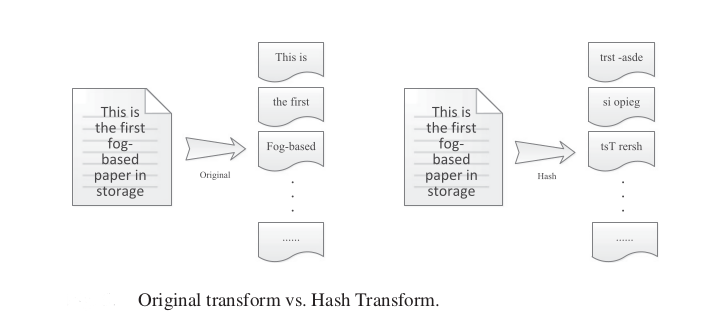 This is
the first
fog-
based
paper in
storage
Original
This is
the first
Fog-based
......
This is
the first
fog-
based
paper in
storage
Hash
trst -asde
si opieg
tsT rersh
......
Original transform vs. Hash Transform.